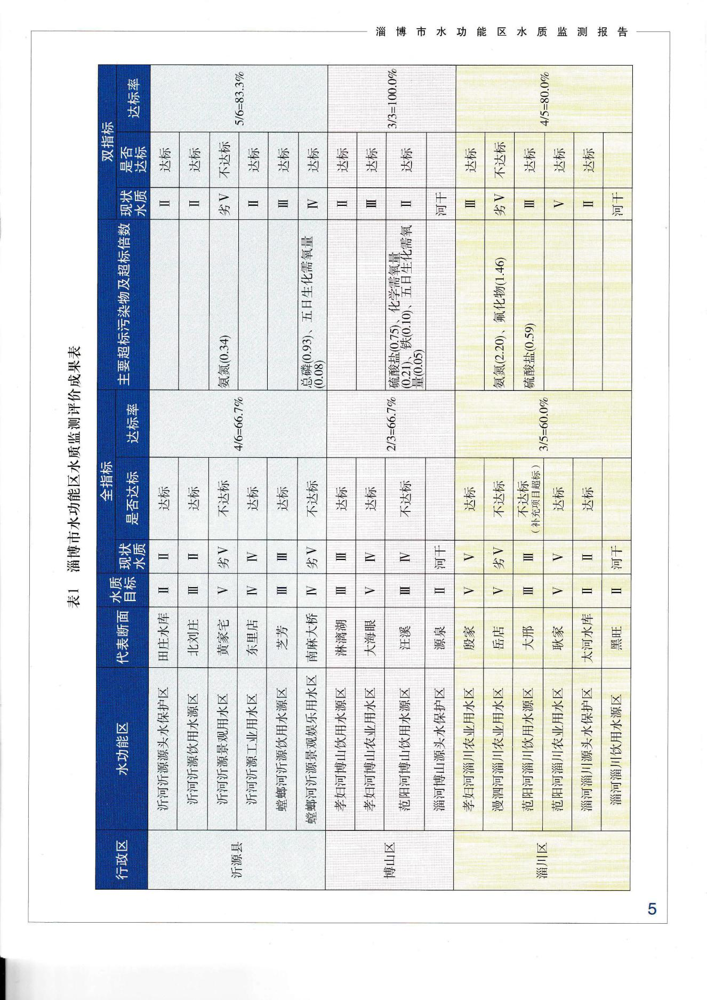 淄博市水功能区水质监测报告
表1 淄博市水功能区水质监测评价成果表
行政区 水功能区 代表断面 水质目标 全指标 主要超标污染物及超标倍数 双指标
现状水质 是否达标 达标率 现状水质 是否达标 达标率
沂源县 4/6=66.7% 5/6=83.3%
沂河沂源源头水保护区 田庄水库 Ⅱ Ⅱ 达标 Ⅱ 达标
沂河沂源饮用水源区 北刘庄 Ⅲ Ⅱ 达标 Ⅱ 达标
沂河沂源景观用水区 黄家宅 Ⅴ 劣Ⅴ 不达标 氨氮(0.34) 劣Ⅴ 不达标
沂河沂源工业用水区 东里店 Ⅳ Ⅳ 达标 Ⅱ 达标
螳螂河沂源饮用水源区 芝芳 Ⅲ Ⅲ 达标 Ⅲ 达标
螳螂河沂源景观娱乐用水区 南麻大桥 Ⅳ 劣Ⅴ 不达标 总磷(0.93)、五日生化需氧量(0.08) Ⅳ 达标
博山区 2/3=66.7% 3/3=100.0%
孝妇河博山饮用水源区 淋漓湖 Ⅲ Ⅲ 达标 Ⅱ 达标
孝妇河博山农业用水区 大海眼 Ⅴ Ⅳ 达标 Ⅲ 达标
范阳河博山饮用水源区 汪溪 Ⅲ Ⅳ 不达标 硫酸盐(0.75)、化学需氧量(0.21)、铁(0.10)、五日生化需氧量(0.05) Ⅱ 达标
淄河博山源头水保护区 源泉 Ⅱ 河干 河干
淄川区 3/5=60.0% 4/5=80.0%
孝妇河淄川农业用水区 殷家 Ⅴ Ⅴ 达标 Ⅲ 达标
漫泗河淄川农业用水区 岳店 Ⅴ 劣Ⅴ 不达标 氨氮(2.20)、氟化物(1.46) 劣Ⅴ 不达标
范阳河淄川饮用水源区 大邢 Ⅲ Ⅲ 不达标(补充项目超标) 硫酸盐(0.59) Ⅲ 达标
范阳河淄川农业用水区 耿家 Ⅴ Ⅴ 达标 Ⅴ 达标
淄河淄川源头水保护区 太河水库 Ⅱ Ⅱ 达标 Ⅱ 达标
淄河淄川饮用水源区 黑旺 Ⅱ 河干 河干
5